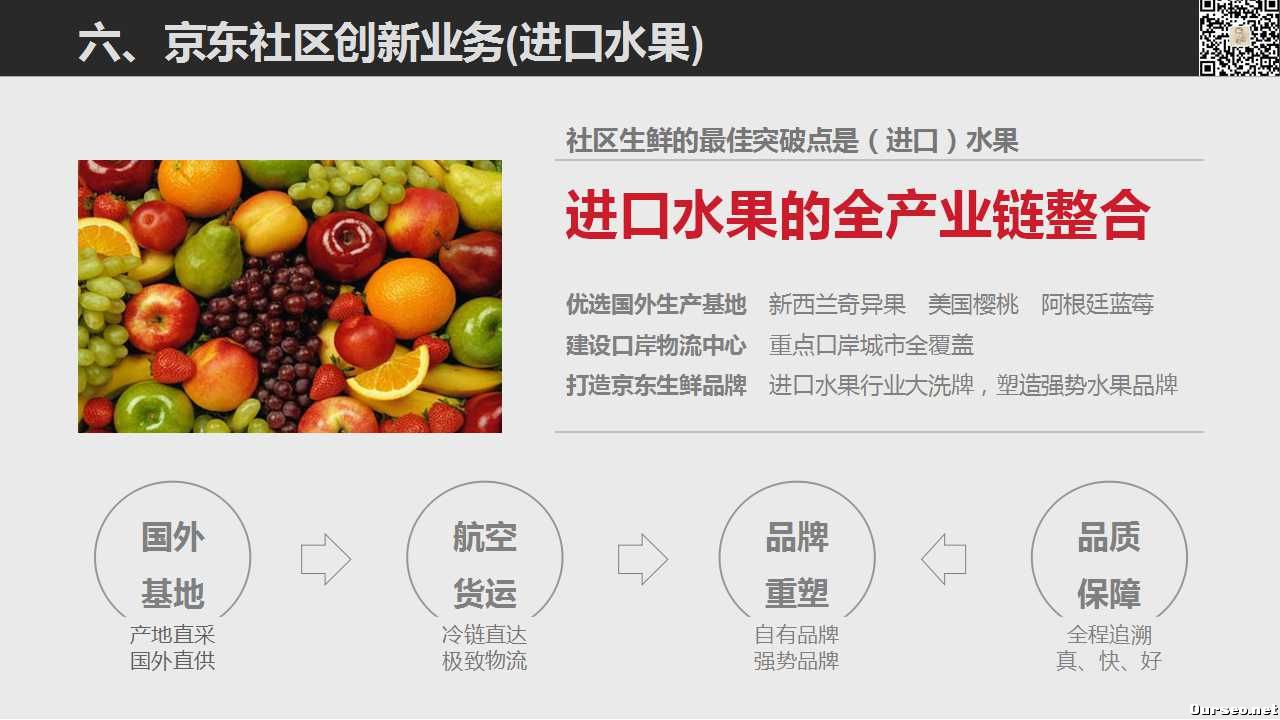 六、京东社区创新业务(进口水果)
社区生鲜的最佳突破点是（进口）水果
进口水果的全产业链整合
优选国外生产基地 新西兰奇异果 美国樱桃 阿根廷蓝莓
建设口岸物流中心 重点口岸城市全覆盖
打造京东生鲜品牌 进口水果行业大洗牌，塑造强势水果品牌
国外
基地
产地直采
国外直供
航空
货运
冷链直达
极致物流
品牌
重塑
自有品牌
强势品牌
品质
保障
全程追溯
真、快、好
Ourseo.net